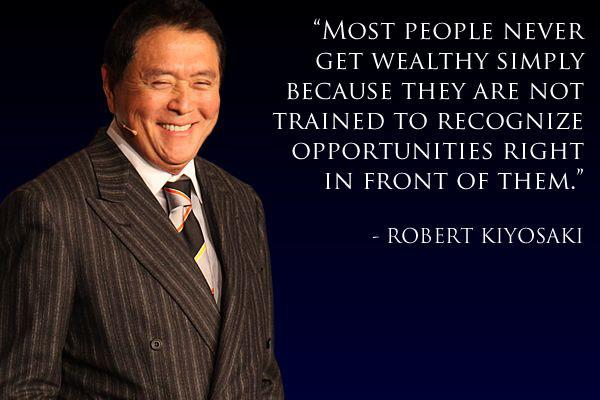 “Most people never
get wealthy simply
because they are not
trained to recognize
opportunities right
in front of them.”
- Robert Kiyosaki